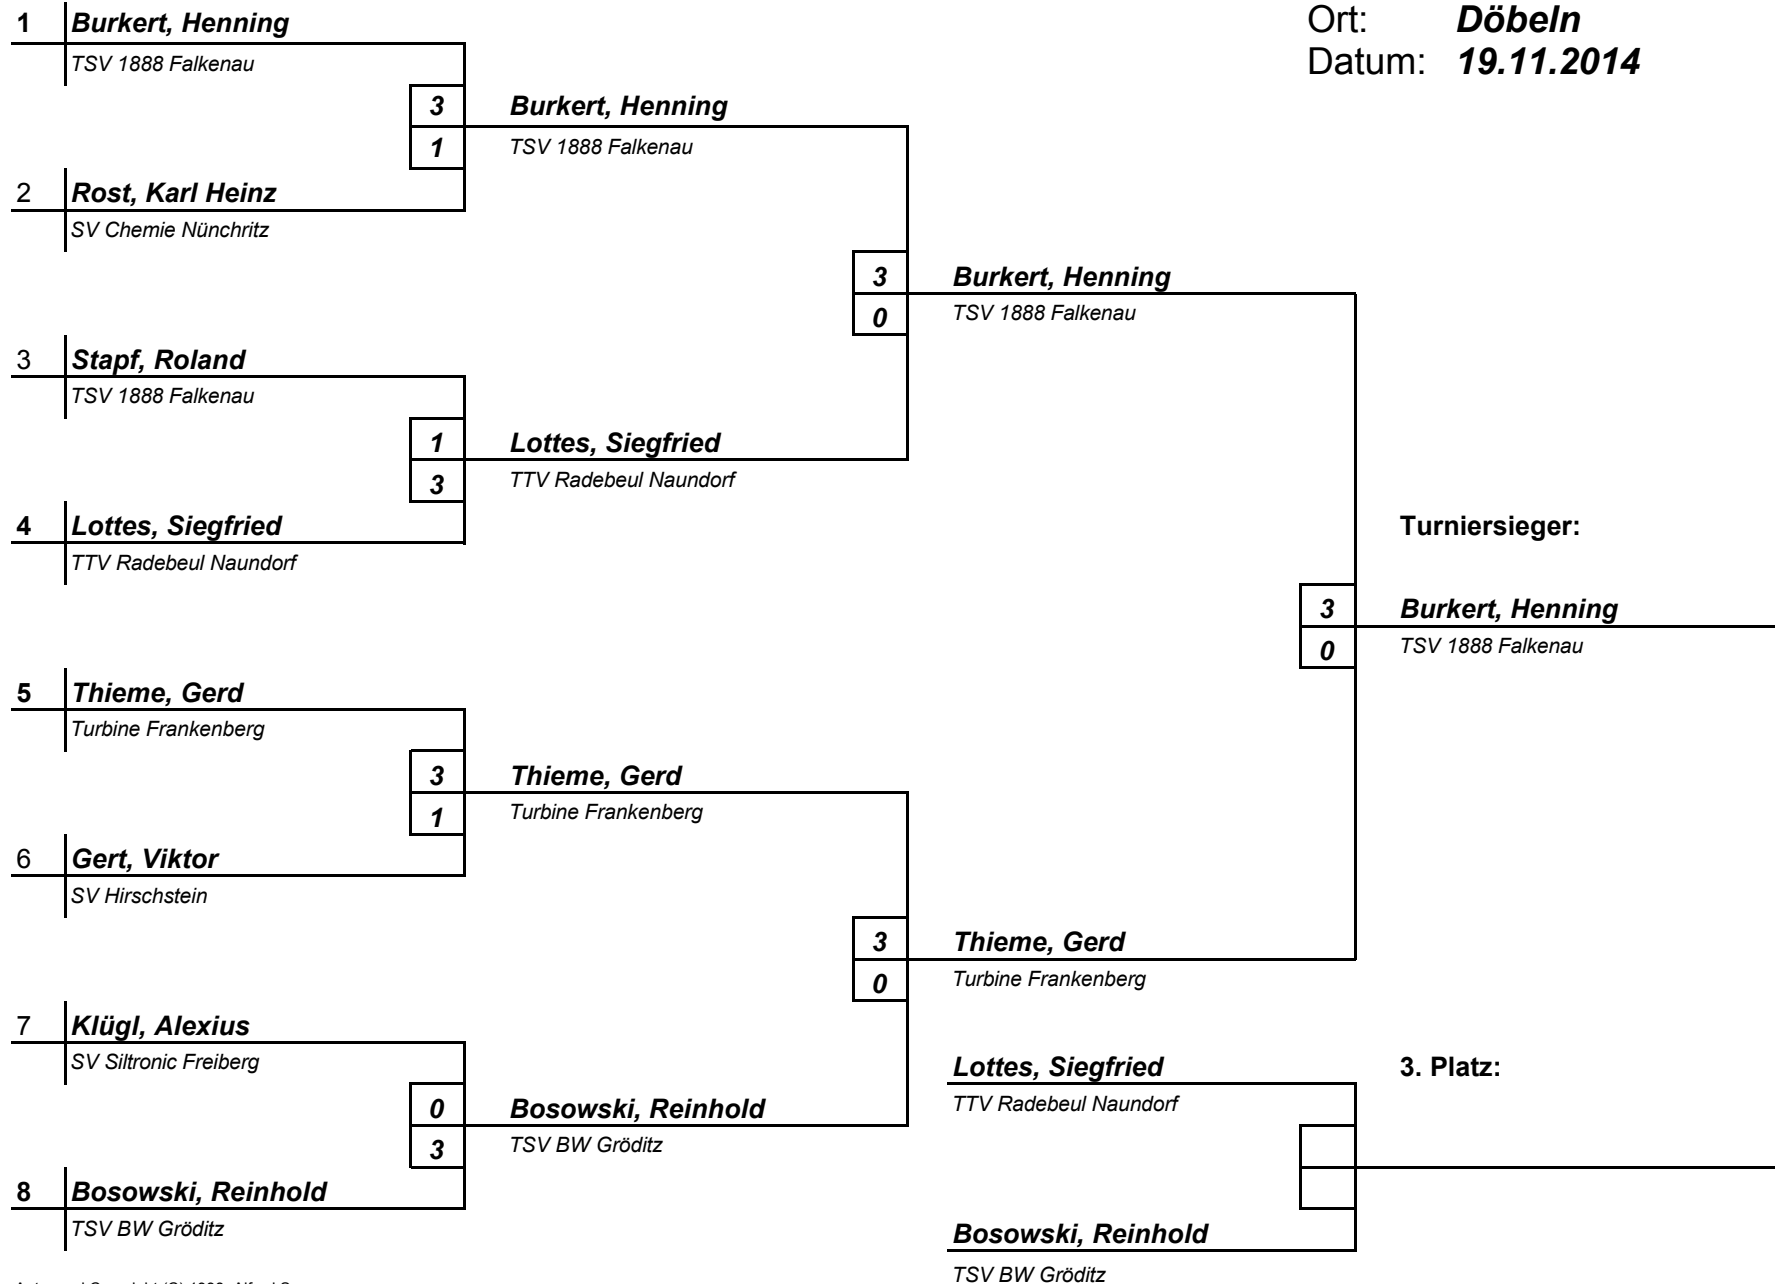 Ort: Döbeln
Datum: 19.11.2014
1 Burkert, Henning
TSV 1888 Falkenau
3 Burkert, Henning
1 TSV 1888 Falkenau
2 Rost, Karl Heinz
SV Chemie Nünchritz
3 Burkert, Henning
0 TSV 1888 Falkenau
3 Stapf, Roland
TSV 1888 Falkenau
1 Lottes, Siegfried
3 TTV Radebeul Naundorf
4 Lottes, Siegfried
TTV Radebeul Naundorf
Turniersieger:
3 Burkert, Henning
0 TSV 1888 Falkenau
5 Thieme, Gerd
Turbine Frankenberg
3 Thieme, Gerd
1 Turbine Frankenberg
6 Gert, Viktor
SV Hirschstein
3 Thieme, Gerd
0 Turbine Frankenberg
7 Klügl, Alexius
SV Siltronic Freiberg
Lottes, Siegfried
TTV Radebeul Naundorf
3. Platz:
0 Bosowski, Reinhold
3 TSV BW Gröditz
8 Bosowski, Reinhold
TSV BW Gröditz
Bosowski, Reinhold
TSV BW Gröditz